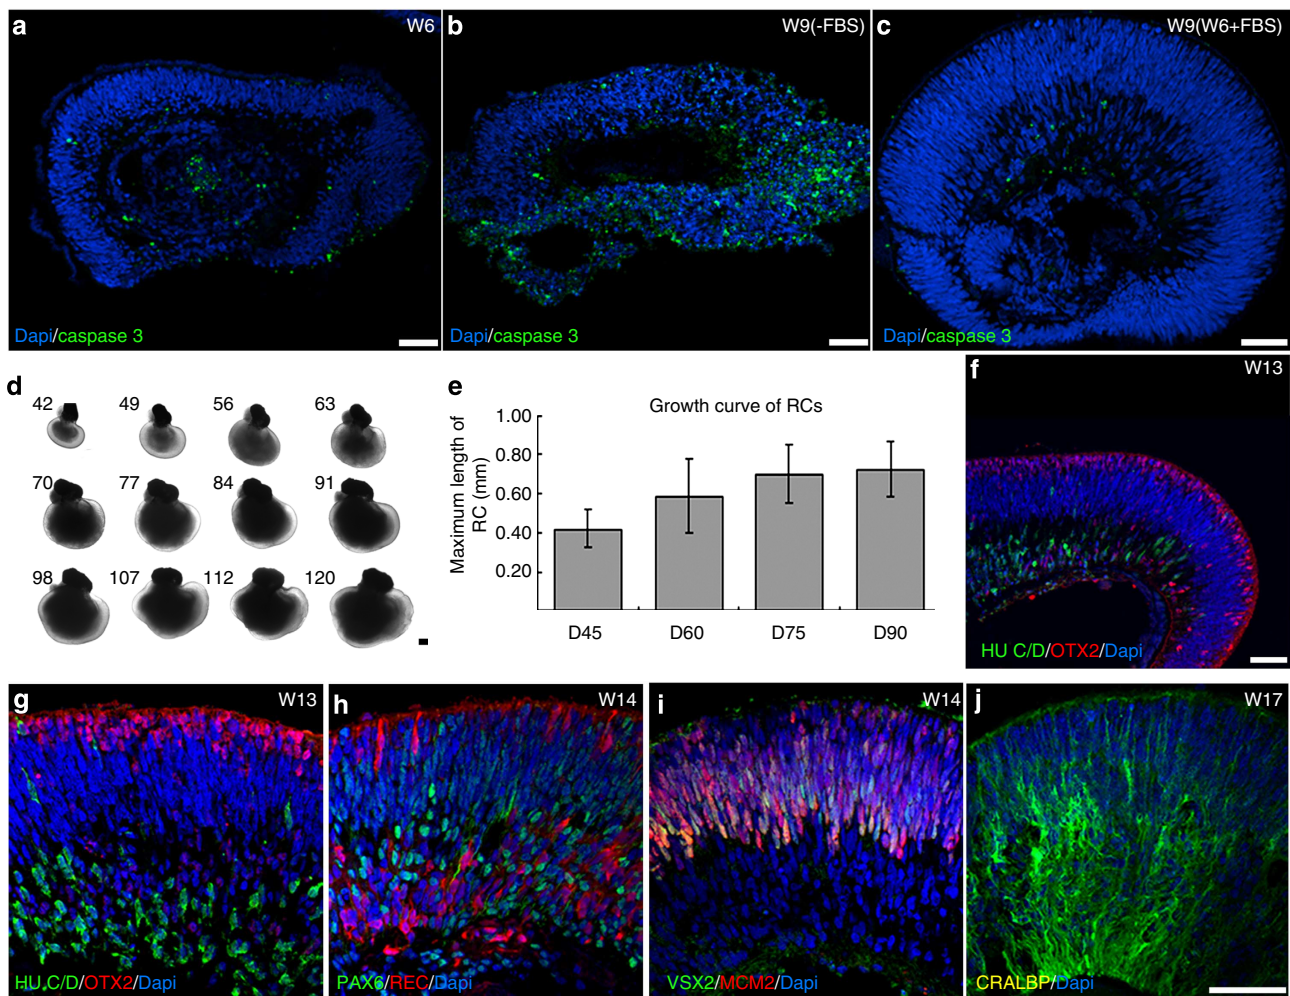 a
W6
Dapi/caspase 3
b
W9(-FBS)
Dapi/caspase 3
c
W9(W6+FBS)
Dapi/caspase 3
d
42 49 56 63
70 77 84 91
98 107 112 120
e
Growth curve of RCs
Maximum length of
RC (mm)
1.00
0.80
0.60
0.40
0.20
D45 D60 D75 D90
f
W13
HU C/D/OTX2/Dapi
g
W13
HU C/D/OTX2/Dapi
h
W14
PAX6/REC/Dapi
i
W14
VSX2/MCM2/Dapi
j
W17
CRALBP/Dapi